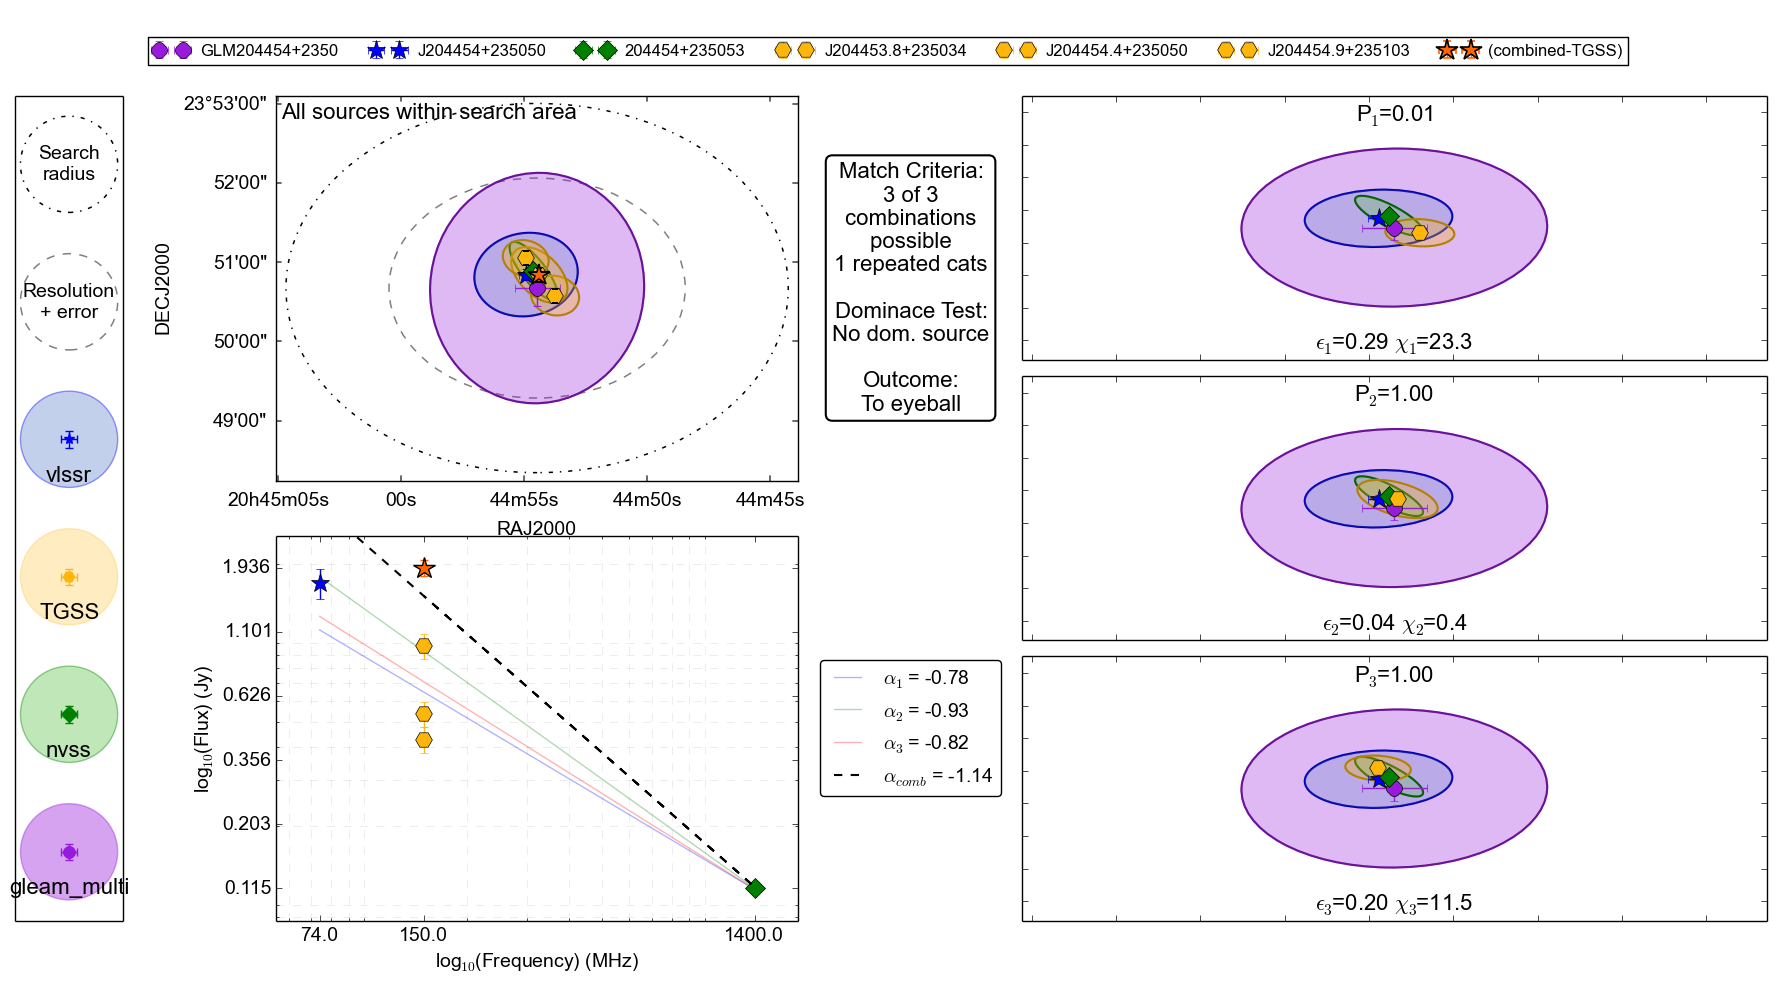 GLM204454+2350 J204454+235050 204454+235053 J204453.8+235034 J204454.4+235050 J204454.9+235103 (combined-TGSS)
Search
radius
Resolution
+ error
vlssr
TGSS
nvss
gleam_multi
All sources within search area
23°53'00"
52'00"
51'00"
50'00"
49'00"
DECJ2000
20h45m05s 00s 44m55s 44m50s 44m45s
RAJ2000
Match Criteria:
3 of 3
combinations
possible
1 repeated cats
Dominace Test:
No dom. source
Outcome:
To eyeball
1.936
1.101
0.626
0.356
0.203
0.115
log₁₀(Flux) (Jy)
74.0 150.0 1400.0
log₁₀(Frequency) (MHz)
α₁ = -0.78
α₂ = -0.93
α₃ = -0.82
α_comb = -1.14
P₁=0.01
ϵ₁=0.29 χ₁=23.3
P₂=1.00
ϵ₂=0.04 χ₂=0.4
P₃=1.00
ϵ₃=0.20 χ₃=11.5